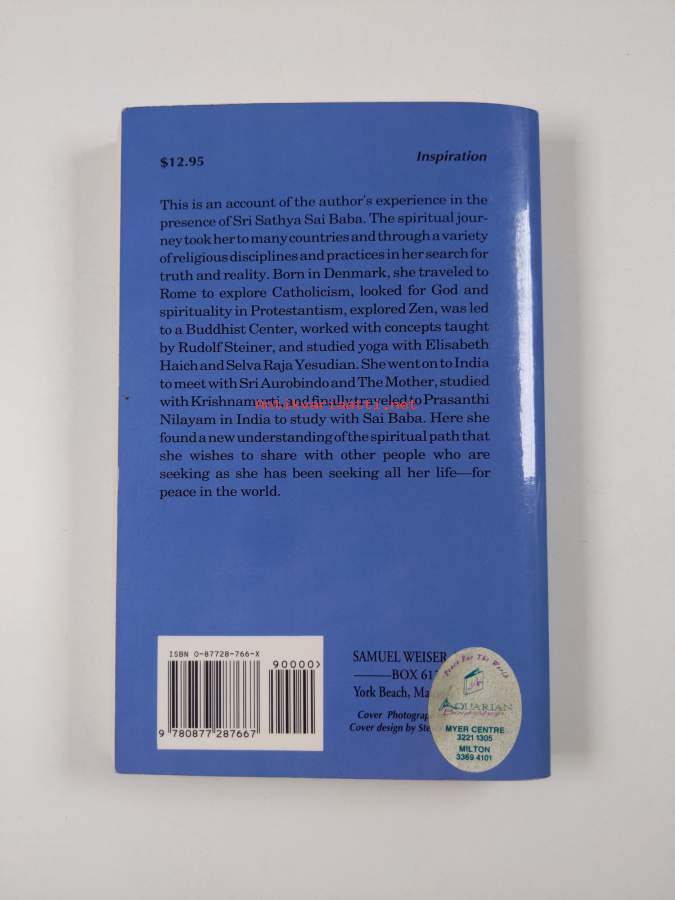 $12.95
Inspiration
This is an account of the author's experience in the
presence of Sri Sathya Sai Baba. The spiritual jour-
ney took her to many countries and through a variety
of religious disciplines and practices in her search for
truth and reality. Born in Denmark, she traveled to
Rome to explore Catholicism, looked for God and
spirituality in Protestantism, explored Zen, was led
to a Buddhist Center, worked with concepts taught
by Rudolf Steiner, and studied yoga with Elisabeth
Haich and Selva Raja Yesudian. She went on to India
to meet with Sri Aurobindo and The Mother, studied
with Krishnamurti, and finally traveled to Prasanthi
Antikvariaatti.net
Nilayam in India to study with Sai Baba. Here she
found a new understanding of the spiritual path that
she wishes to share with other people who are
seeking as she has been seeking all her life—for
peace in the world.
ISBN 0-87728-766-X
90000>
9 780877 287667
SAMUEL WEISER
BOX 61
York Beach, Ma
Cover Photograp
Cover design by Ste
Peace For The World
AQUARIAN
MYER CENTRE
3221 1305
MILTON
3369 4101